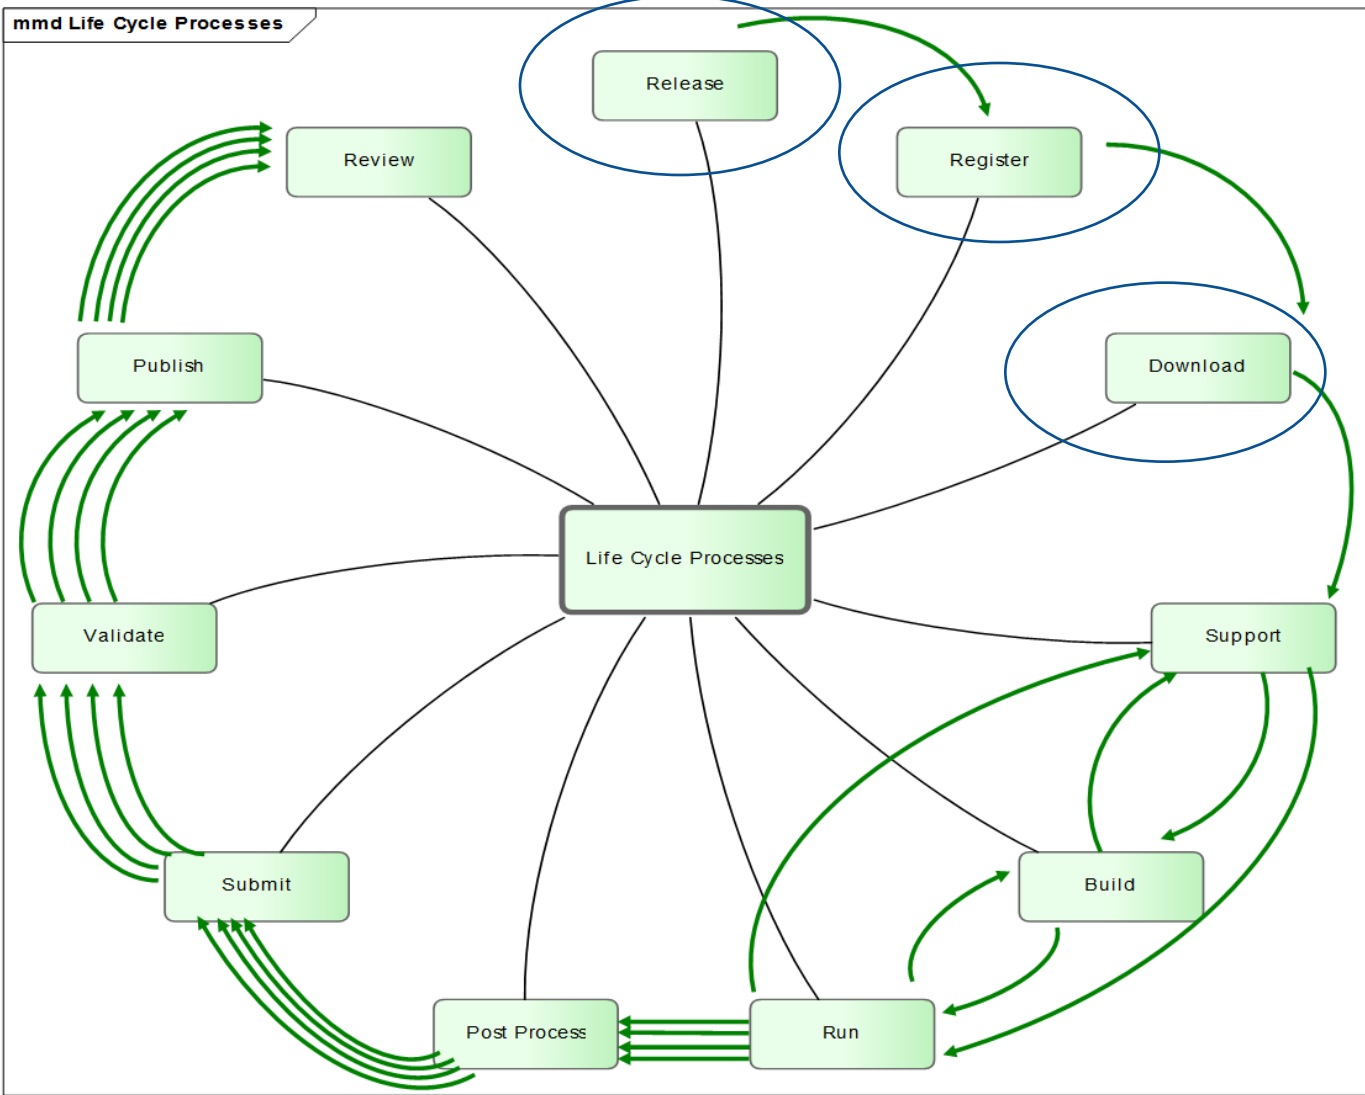 mmd Life Cycle Processes
Release
Review
Register
Publish
Download
Life Cycle Processes
Validate
Support
Submit
Build
Post Process
Run